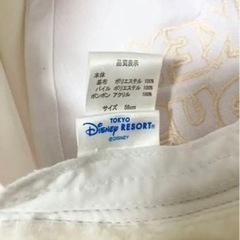 品質表示
本体
基布 ポリエステル 100%
パイル ポリエステル 100%
ポンポン アクリル 100%
サイズ 58cm
TOKYO
Disney RESORT
©DISNEY